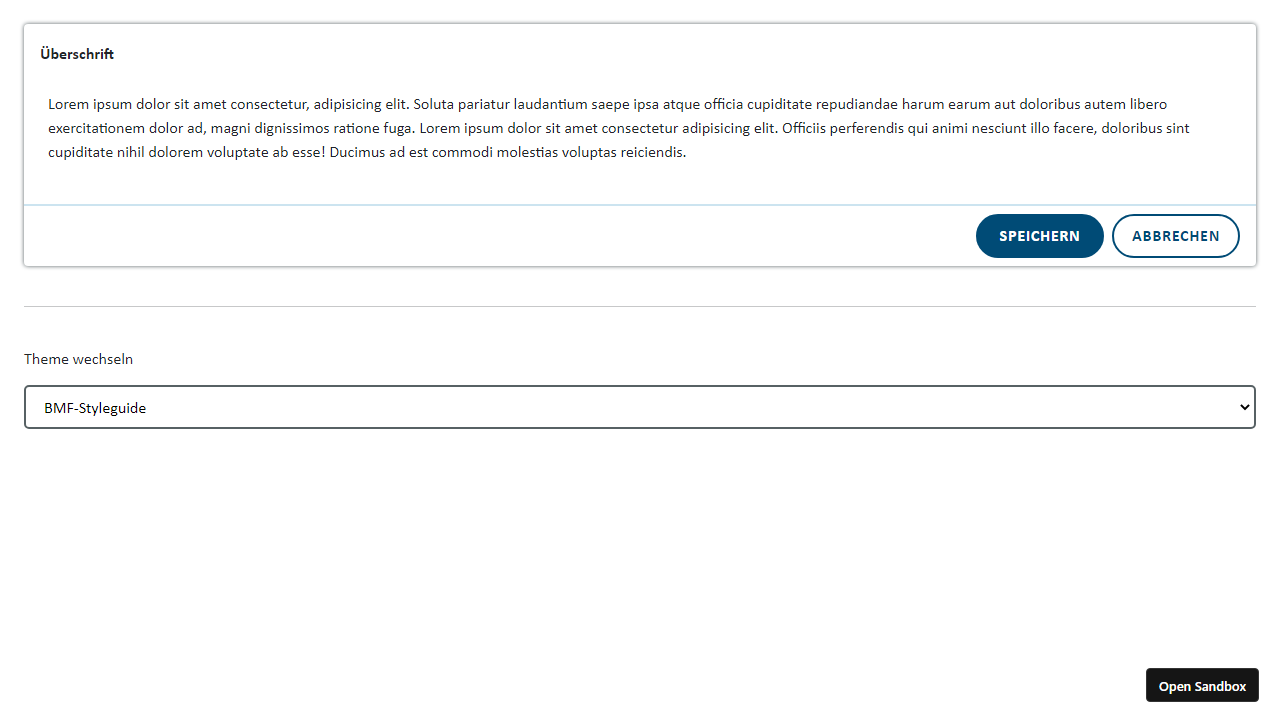 Überschrift
Lorem ipsum dolor sit amet consectetur, adipisicing elit. Soluta pariatur laudantium saepe ipsa atque officia cupiditate repudiandae harum earum aut doloribus autem libero
exercitationem dolor ad, magni dignissimos ratione fuga. Lorem ipsum dolor sit amet consectetur adipisicing elit. Officiis perferendis qui animi nesciunt illo facere, doloribus sint
cupiditate nihil dolorem voluptate ab esse! Ducimus ad est commodi molestias voluptas reiciendis.
SPEICHERN ABBRECHEN
Theme wechseln
BMF-Styleguide
Open Sandbox